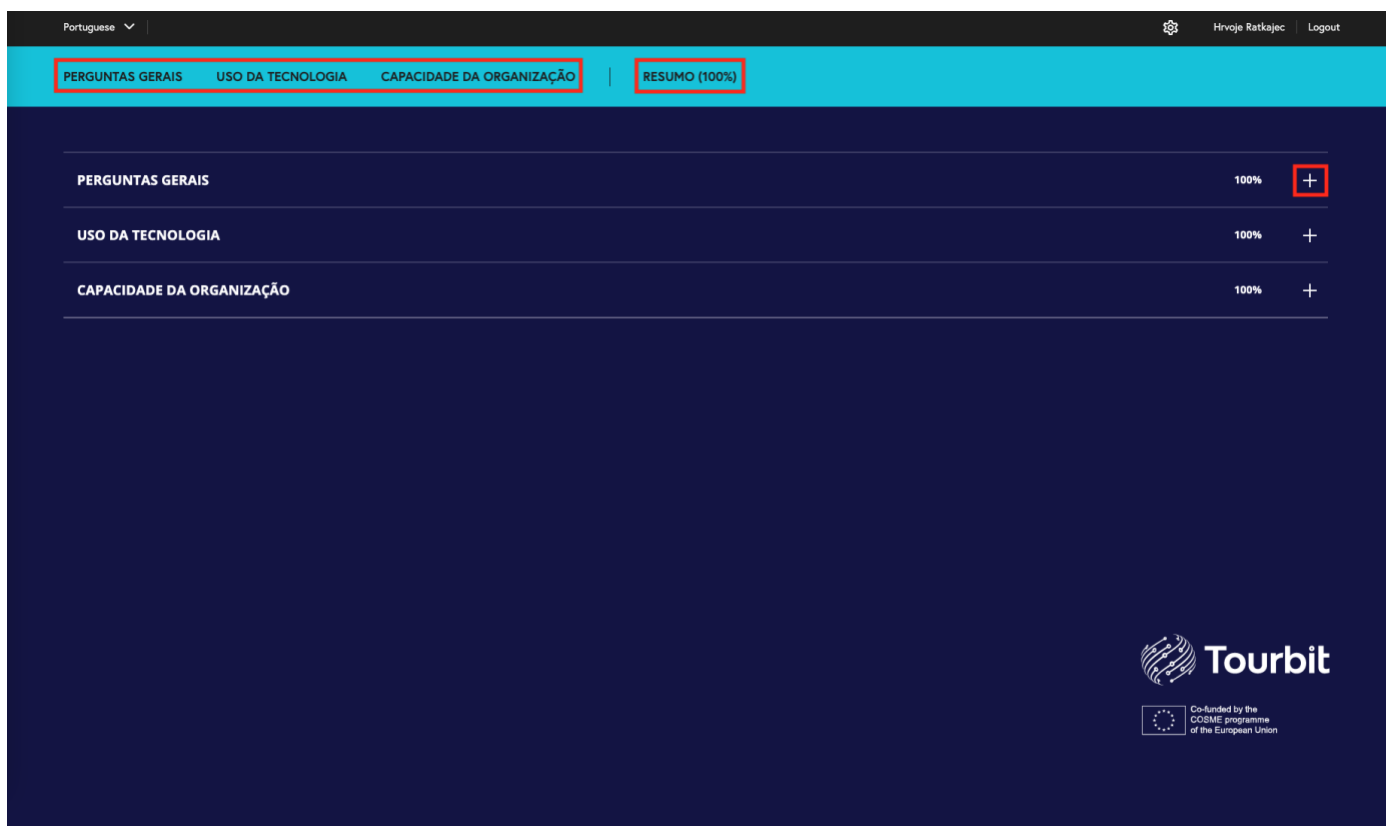 Portuguese
Hrvoje Ratkajec
Logout
PERGUNTAS GERAIS USO DA TECNOLOGIA CAPACIDADE DA ORGANIZAÇÃO RESUMO (100%)
PERGUNTAS GERAIS 100%
USO DA TECNOLOGIA 100%
CAPACIDADE DA ORGANIZAÇÃO 100%
Tourbit
Co-funded by the
COSME programme
of the European Union